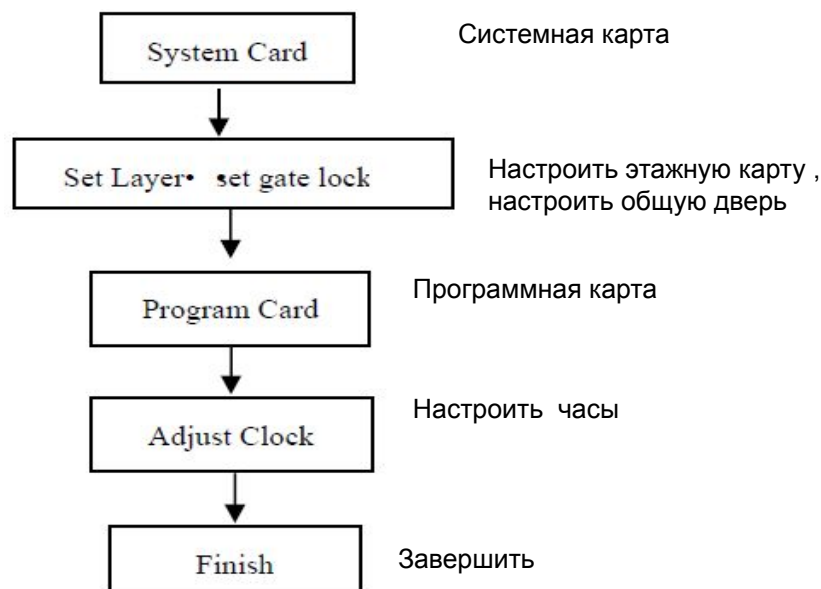 System Card
Системная карта
Set Layer• •set gate lock
Настроить этажную карту ,
настроить общую дверь
Program Card
Программная карта
Adjust Clock
Настроить часы
Finish
Завершить